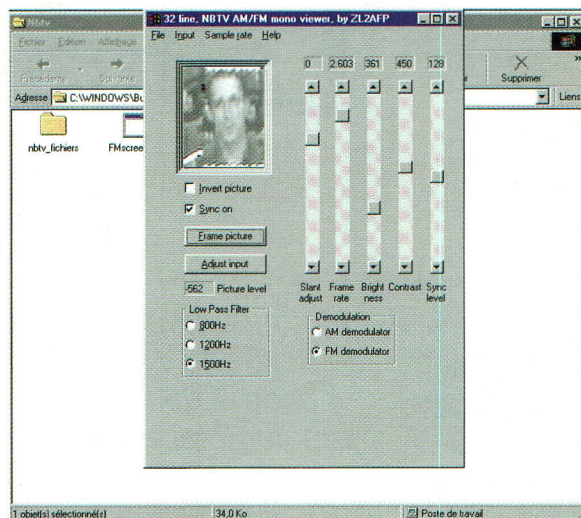 Nbtv
32 line, NBTV AM/FM mono viewer, by ZL2AFP
Fichier Edition Affichage
File Input Sample rate Help
Précédente Suivante
Supprimer
Adresse C:\WINDOWS\Bu
Liens
nbtv_fichiers
FMscree
0 2.603 361 450 128
Invert picture
Sync on
Frame picture
Adjust input
-562 Picture level
Slant adjust
Frame rate
Bright ness
Contrast
Sync level
Low Pass Filter
800Hz
1200Hz
1500Hz
Demodulation
AM demodulator
FM demodulator
1 objet(s) sélectionné(s)
34,0 Ko
Poste de travail